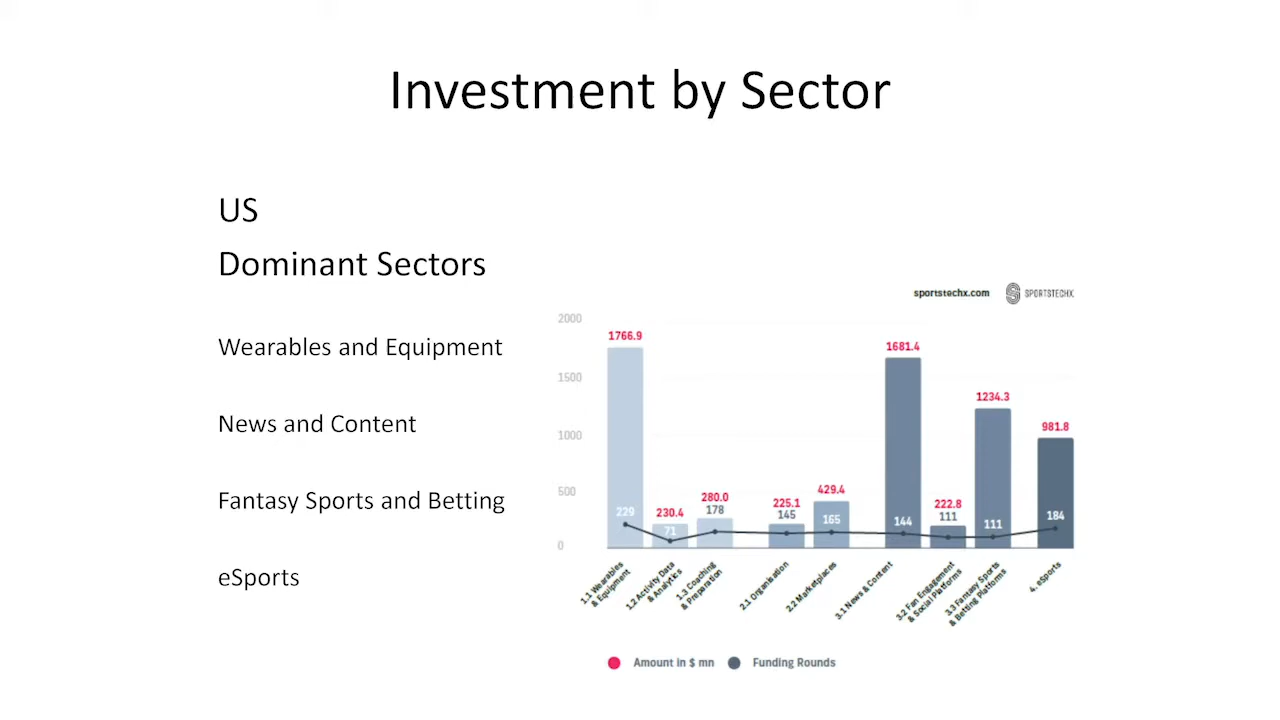 Investment by Sector
US
Dominant Sectors
Wearables and Equipment
News and Content
Fantasy Sports and Betting
eSports
sportstechx.com
SPORTSTECHX
2000
1500
1000
500
0
1766.9
229
230.4
71
280.0
178
225.1
145
429.4
165
1681.4
144
222.8
111
1234.3
111
981.8
184
1.1 Wearables
& Equipment
1.2 Activity Data
& Analytics
1.3 Coaching
& Preparation
2.1 Organisation
2.2 Marketplaces
3.1 News & Content
3.2 Fan Engagement
& Social Platforms
3.3 Fantasy Sports
& Betting Platforms
4. eSports
Amount in $ mn
Funding Rounds